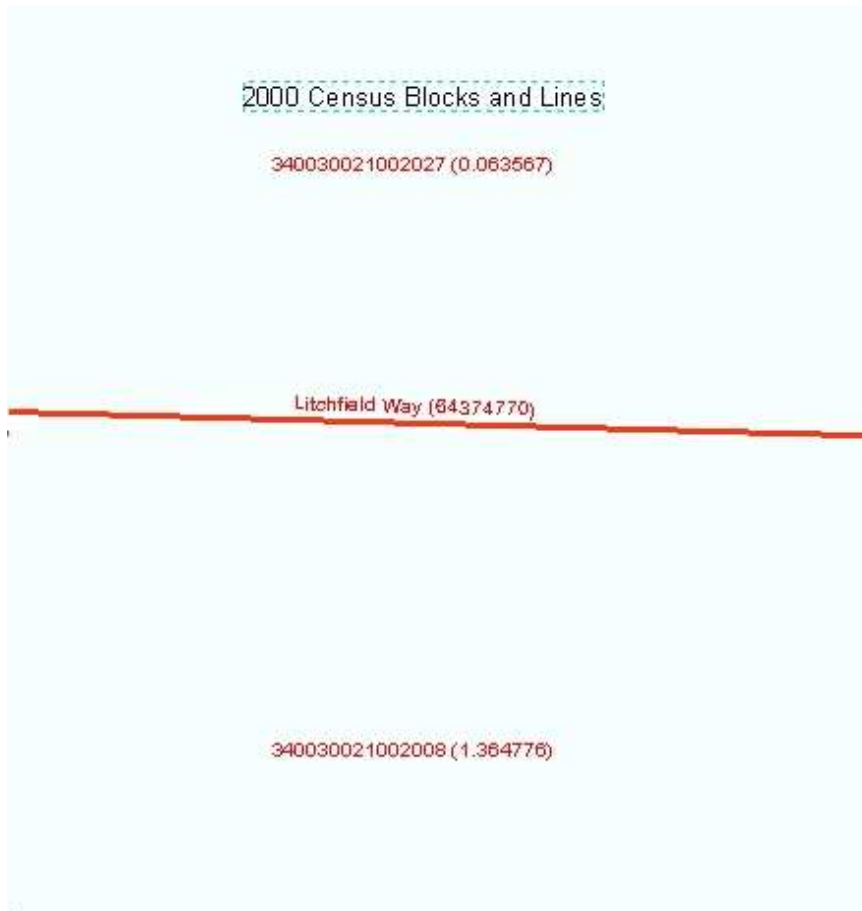 2000 Census Blocks and Lines
340030021002027 (0.063567)
Litchfield Way (64374770)
340030021002008 (1.364776)